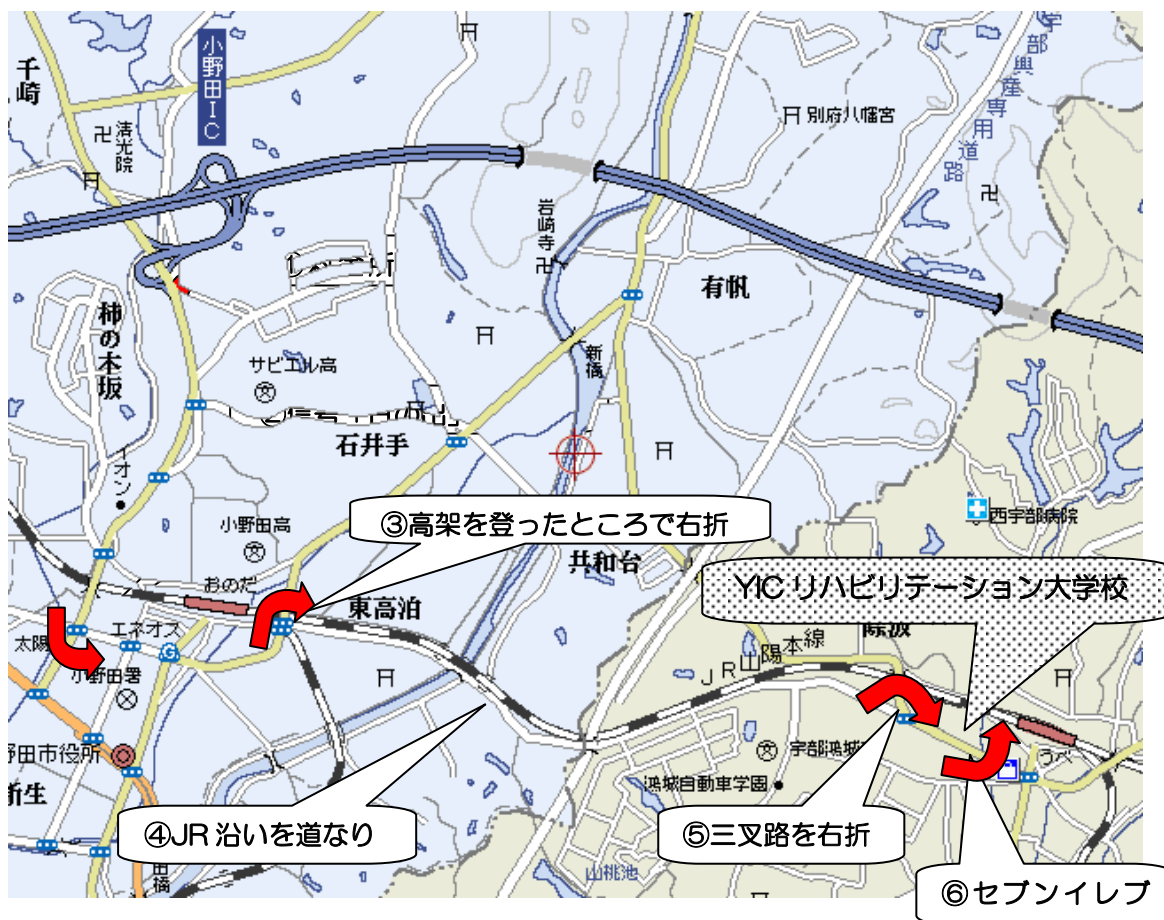 千崎
小野田IC
清光院
別府八幡宮
宇部興産専用道路
岩崎寺
有帆
柿の木坂
新橋
サビエル高
石井手
イオン
西宇部病院
小野田高
③高架を登ったところで右折
共和台
YIC リハビリテーション大学校
おのだ
東高泊
エネオス
太陽
小野田署
JR山陽本線
野田市役所
宇部鴻城
うべ
新生
鴻城自動車学園
④JR 沿いを道なり
⑤三叉路を右折
田橋
山桃池
⑥セブンイレブ